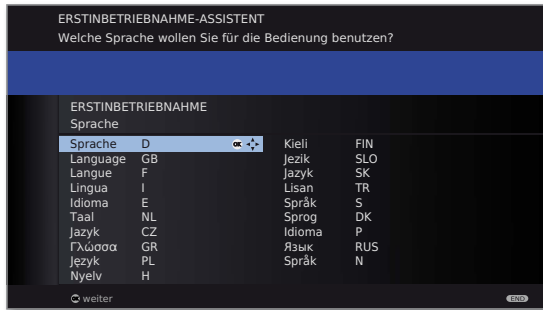 ERSTINBETRIEBNAHME-ASSISTENT
Welche Sprache wollen Sie für die Bedienung benutzen?
ERSTINBETRIEBNAHME
Sprache
Sprache D OK Kieli FIN
Language GB Jezik SLO
Langue F Jazyk SK
Lingua I Lisan TR
Idioma E Språk S
Taal NL Sprog DK
Jazyk CZ Idioma P
Γλώσσα GR Язык RUS
Język PL Språk N
Nyelv H
OK weiter END